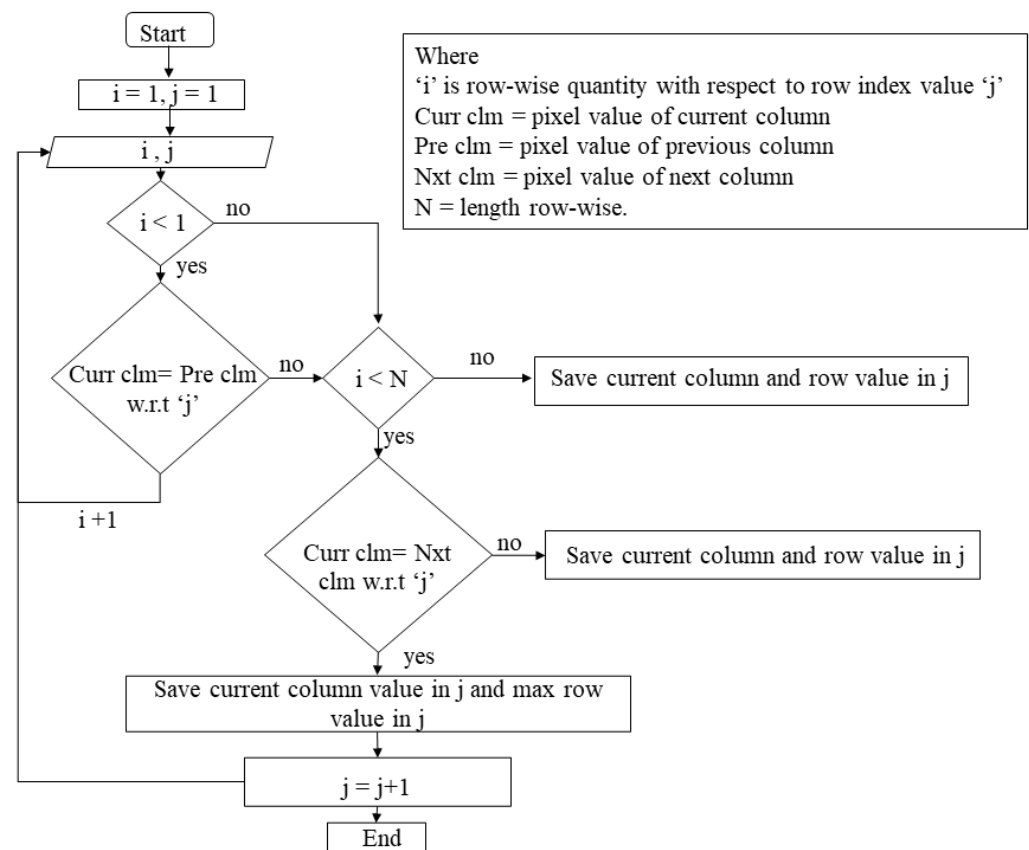 Start
i = 1, j = 1
i , j
i < 1
no
yes
Curr clm= Pre clm
w.r.t ‘j’
no
i +1
i < N
no
Save current column and row value in j
yes
Curr clm= Nxt
clm w.r.t ‘j’
no
Save current column and row value in j
yes
Save current column value in j and max row
value in j
j = j+1
End
Where
‘i’ is row-wise quantity with respect to row index value ‘j’
Curr clm = pixel value of current column
Pre clm = pixel value of previous column
Nxt clm = pixel value of next column
N = length row-wise.